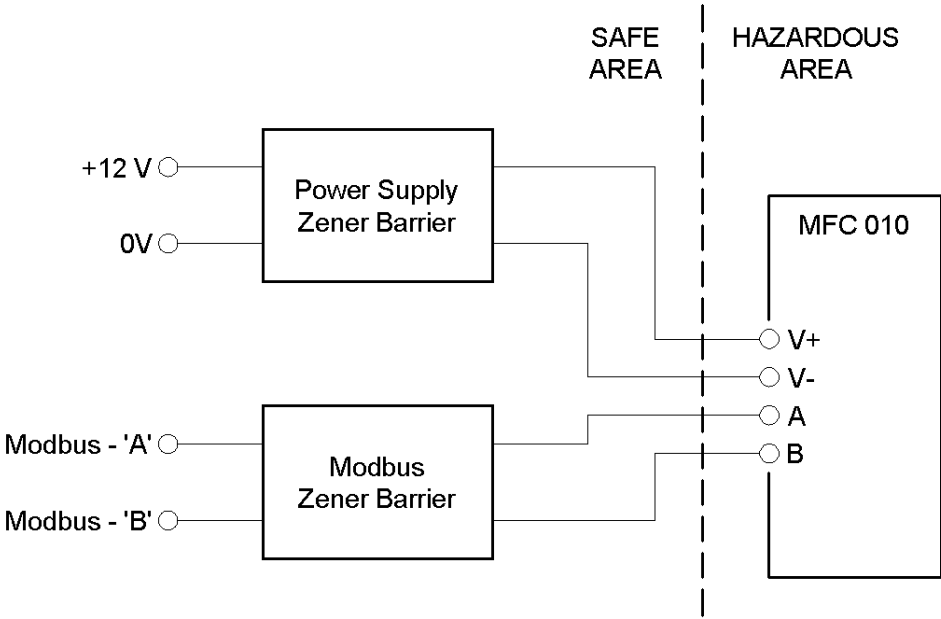 SAFE
AREA
HAZARDOUS
AREA
+12 V
0V
Power Supply
Zener Barrier
MFC 010
V+
V-
A
B
Modbus - 'A'
Modbus - 'B'
Modbus
Zener Barrier